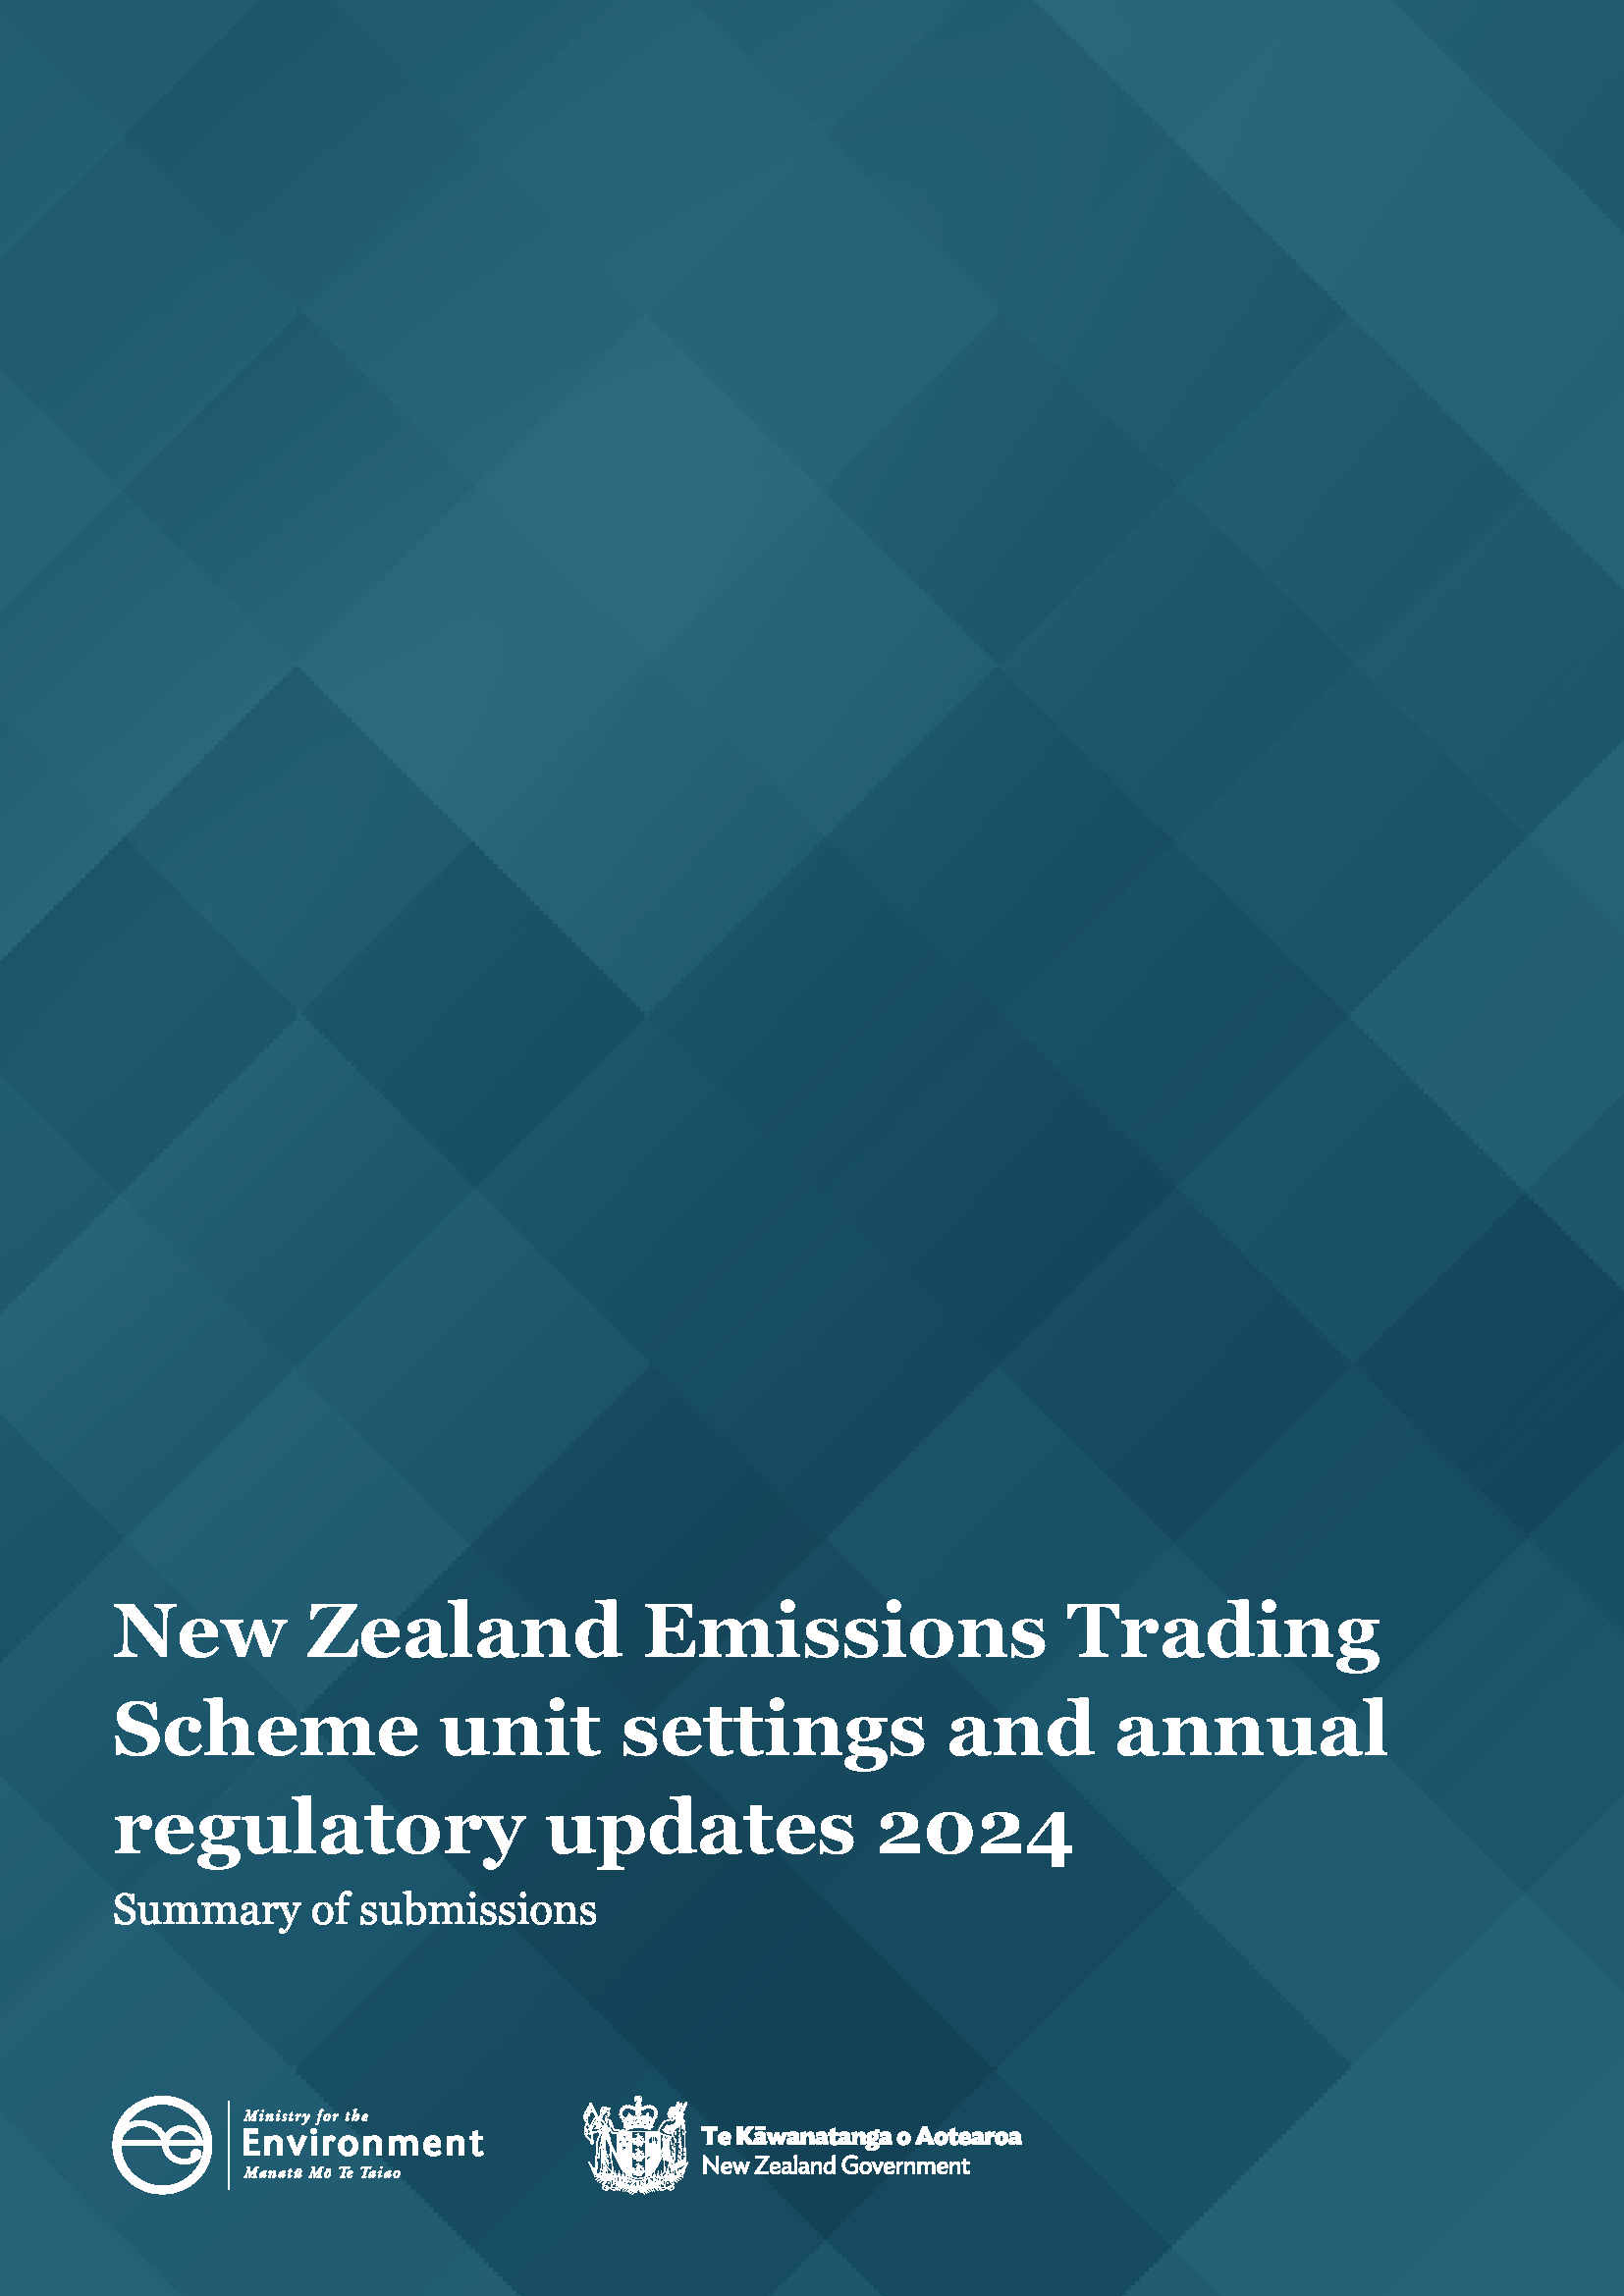 New Zealand Emissions Trading
Scheme unit settings and annual
regulatory updates 2024
Summary of submissions
Ministry for the
Environment
Manatū Mō Te Taiao
Te Kāwanatanga o Aotearoa
New Zealand Government